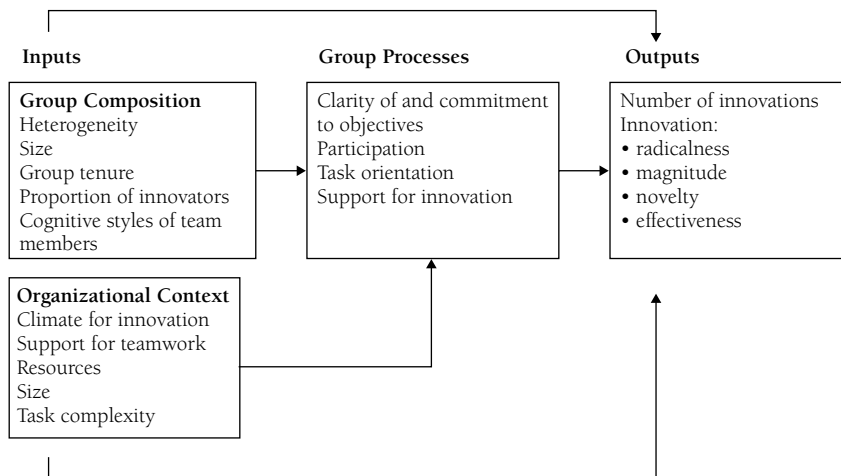 Inputs
Group Processes
Outputs
Group Composition
Heterogeneity
Size
Group tenure
Proportion of innovators
Cognitive styles of team
members
Clarity of and commitment
to objectives
Participation
Task orientation
Support for innovation
Number of innovations
Innovation:
• radicalness
• magnitude
• novelty
• effectiveness
Organizational Context
Climate for innovation
Support for teamwork
Resources
Size
Task complexity